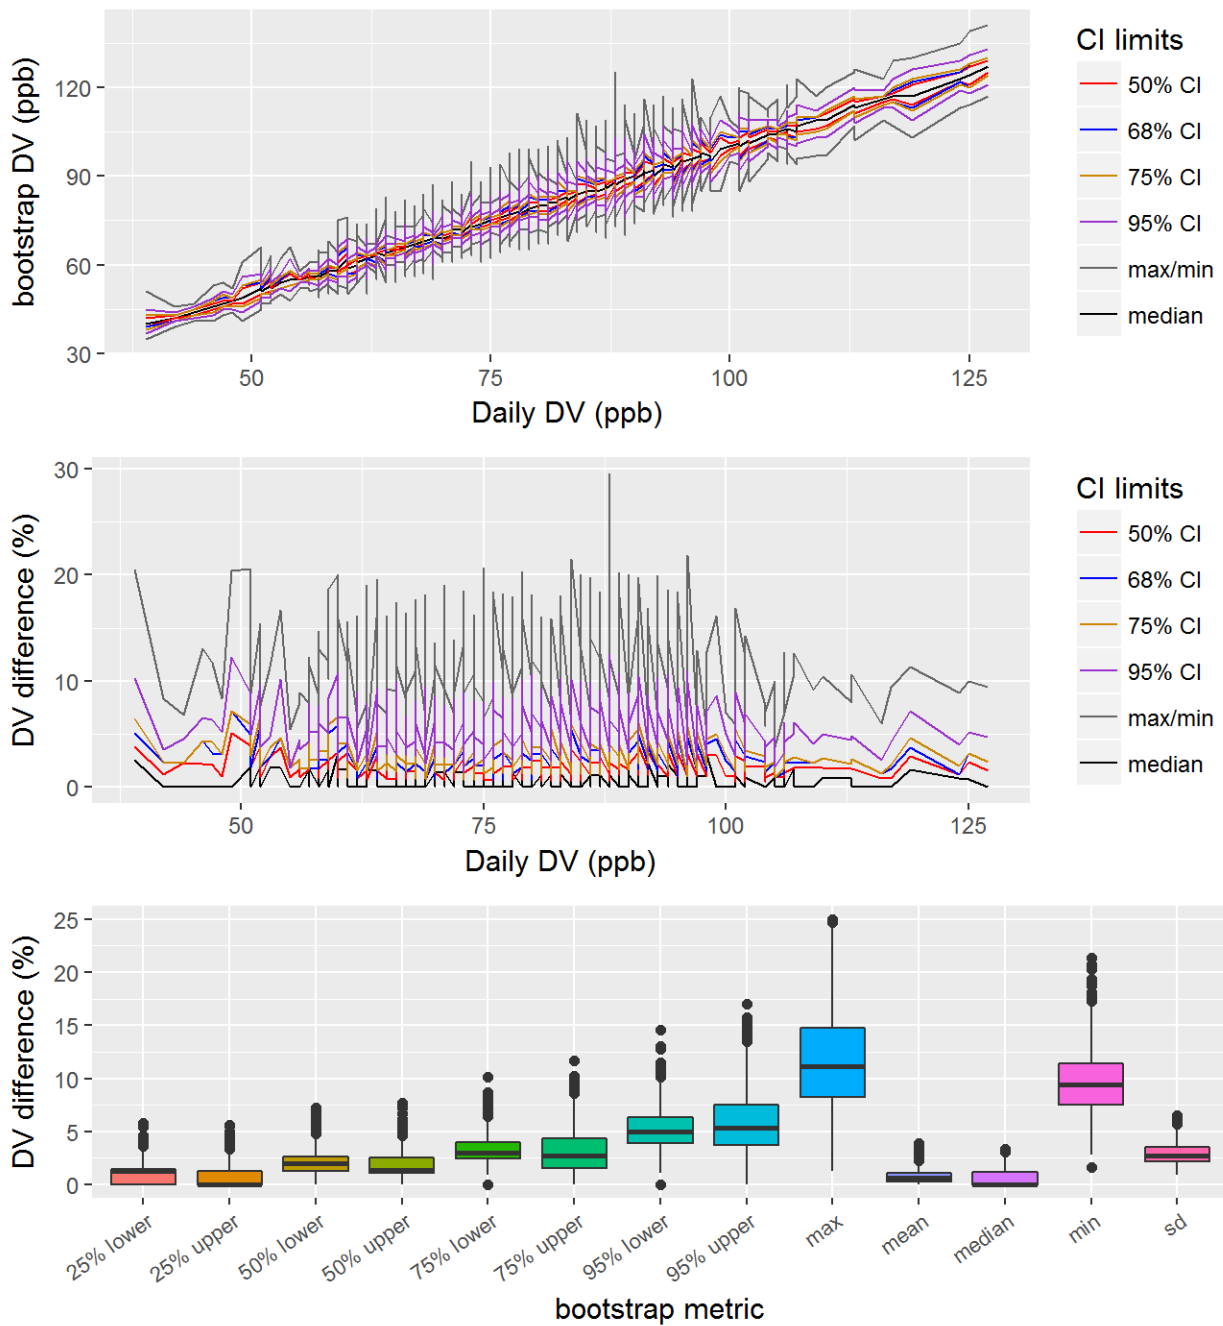 bootstrap DV (ppb)
120
90
60
30
50
75
100
125
Daily DV (ppb)
CI limits
50% CI
68% CI
75% CI
95% CI
max/min
median
DV difference (%)
30
20
10
0
50
75
100
125
Daily DV (ppb)
CI limits
50% CI
68% CI
75% CI
95% CI
max/min
median
DV difference (%)
25
20
15
10
5
0
25% lower
25% upper
50% lower
50% upper
75% lower
75% upper
95% lower
95% upper
max
mean
median
min
sd
bootstrap metric